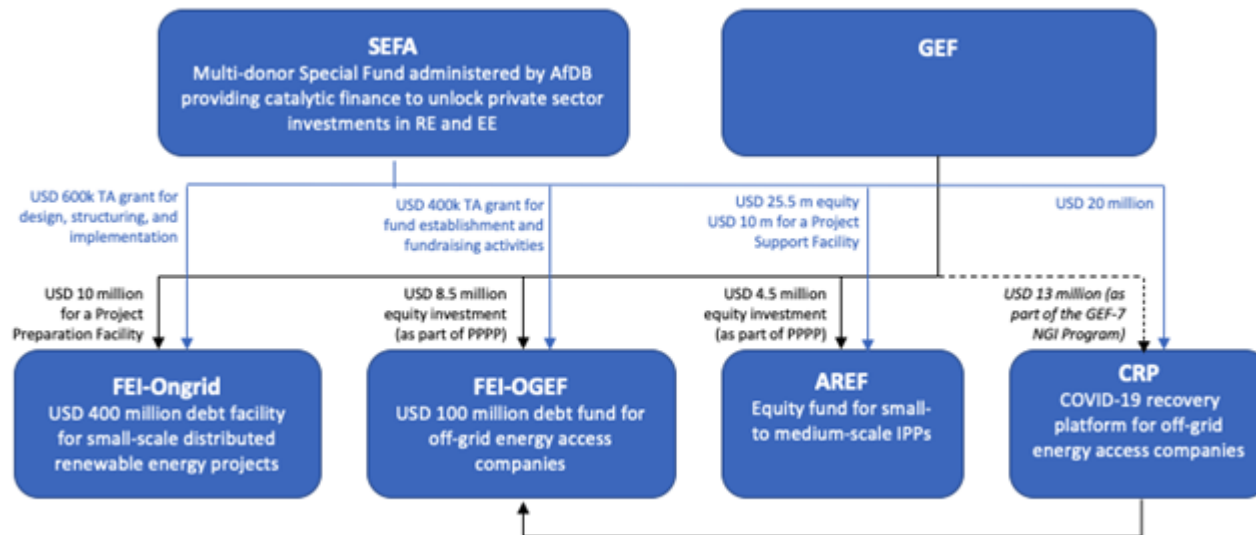 SEFA
Multi-donor Special Fund administered by AfDB
providing catalytic finance to unlock private sector
investments in RE and EE
GEF
USD 600k TA grant for
design, structuring, and
implementation
USD 400k TA grant for
fund establishment and
fundraising activities
USD 25.5 m equity
USD 10 m for a Project
Support Facility
USD 20 million
USD 10 million
for a Project
Preparation Facility
USD 8.5 million
equity investment
(as part of PPPP)
USD 4.5 million
equity investment
(as part of PPPP)
USD 13 million (as
part of the GEF-7
NGI Program)
FEI-Ongrid
USD 400 million debt facility
for small-scale distributed
renewable energy projects
FEI-OGEF
USD 100 million debt fund for
off-grid energy access
companies
AREF
Equity fund for small-
to medium-scale IPPs
CRP
COVID-19 recovery
platform for off-grid
energy access companies